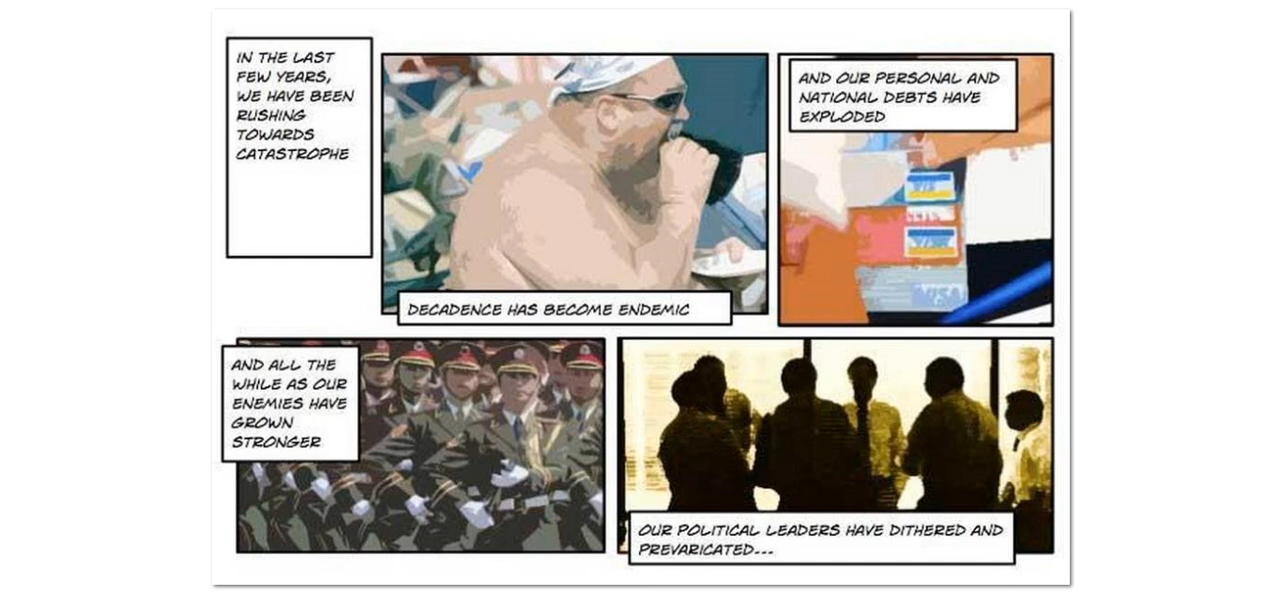 IN THE LAST
FEW YEARS,
WE HAVE BEEN
RUSHING
TOWARDS
CATASTROPHE
DECADENCE HAS BECOME ENDEMIC
AND OUR PERSONAL AND
NATIONAL DEBTS HAVE
EXPLODED
VISA
AND ALL THE
WHILE AS OUR
ENEMIES HAVE
GROWN
STRONGER
OUR POLITICAL LEADERS HAVE DITHERED AND
PREVARICATED...